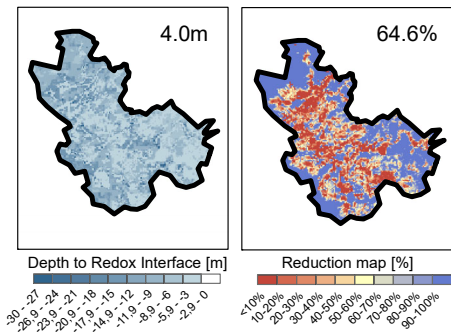 4.0m
64.6%
Depth to Redox Interface [m]
Reduction map [%]
-30 - -27
-26.9 - -24
-23.9 - -21
-20.9 - -18
-17.9 - -15
-14.9 - -12
-11.9 - -9
-8.9 - -6
-5.9 - -3
-2.9 - 0
<10%
10-20%
20-30%
30-40%
40-50%
50-60%
60-70%
70-80%
80-90%
90-100%